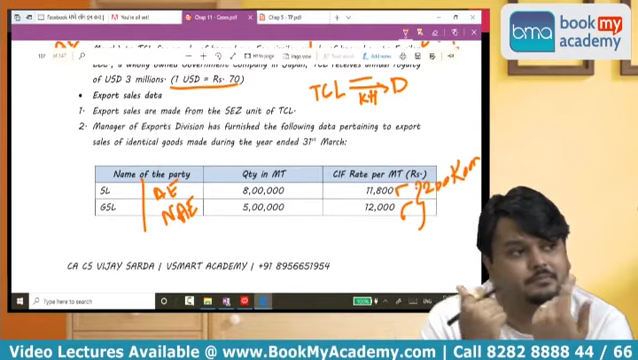 Facebook
You're all set!
Chap 11 - Cases.pdf
Chap 5 - TP.pdf
bma
book my
academy
of USD 3 millions. (1 USD = Rs. 70)
• Export sales data
1. Export sales are made from the SEZ unit of TCL.
2. Manager of Exports Division has furnished the following data pertaining to export
sales of identical goods made during the year ended 31st March:
TCL
KH
D
Name of the party Qty in MT CIF Rate per MT (Rs.)
SL AE 8,00,000 11,800
GSL NAE 5,00,000 12,000
CA CS VIJAY SARDA | USMART ACADEMY | +91 8956651954
Type here to search
Video Lectures Available @ www.BookMyAcademy.com | Call 8282 8888 44 / 66